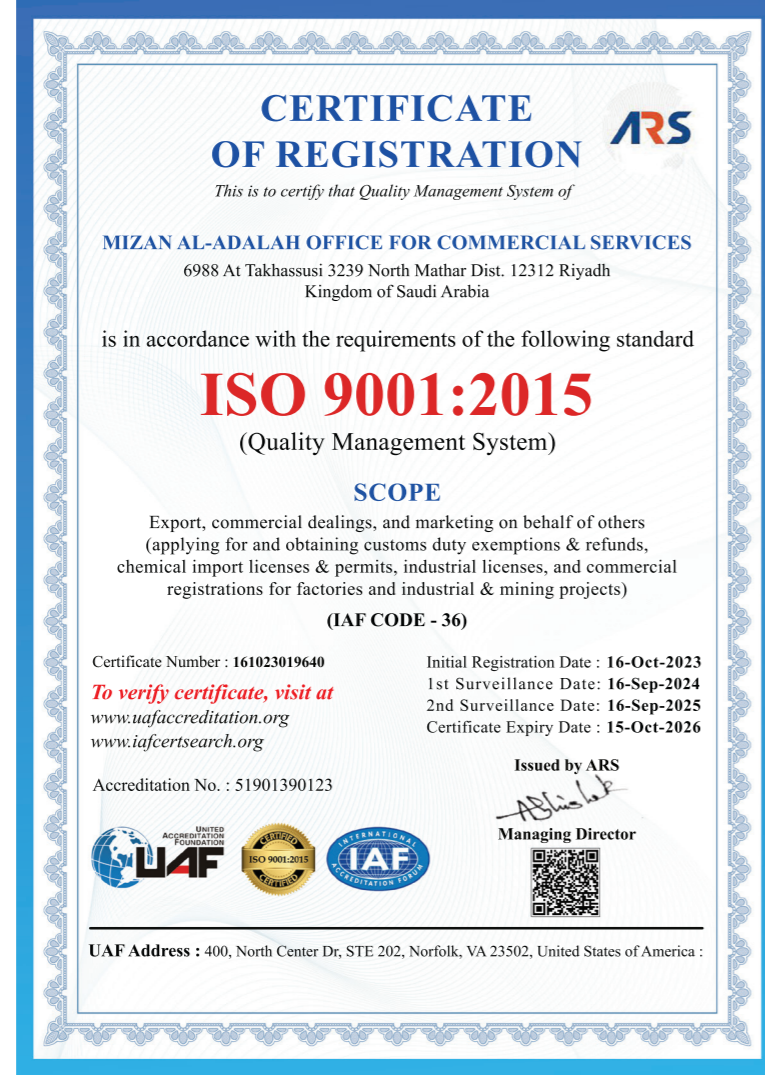 CERTIFICATE
OF REGISTRATION
ARS
This is to certify that Quality Management System of
MIZAN AL-ADALAH OFFICE FOR COMMERCIAL SERVICES
6988 At Takhassusi 3239 North Mathar Dist. 12312 Riyadh
Kingdom of Saudi Arabia
is in accordance with the requirements of the following standard
ISO 9001:2015
(Quality Management System)
SCOPE
Export, commercial dealings, and marketing on behalf of others
(applying for and obtaining customs duty exemptions & refunds,
chemical import licenses & permits, industrial licenses, and commercial
registrations for factories and industrial & mining projects)
(IAF CODE - 36)
Certificate Number : 161023019640
To verify certificate, visit at
www.uafaccreditation.org
www.iafcertsearch.org
Accreditation No. : 51901390123
Initial Registration Date : 16-Oct-2023
1st Surveillance Date: 16-Sep-2024
2nd Surveillance Date: 16-Sep-2025
Certificate Expiry Date : 15-Oct-2026
Issued by ARS
Abhishek
Managing Director
UNITED
ACCREDITATION
FOUNDATION
UAF
CERTIFIED
ISO 9001:2015
CERTIFIED
INTERNATIONAL
IAF
ACCREDITATION FORUM
UAF Address : 400, North Center Dr, STE 202, Norfolk, VA 23502, United States of America :